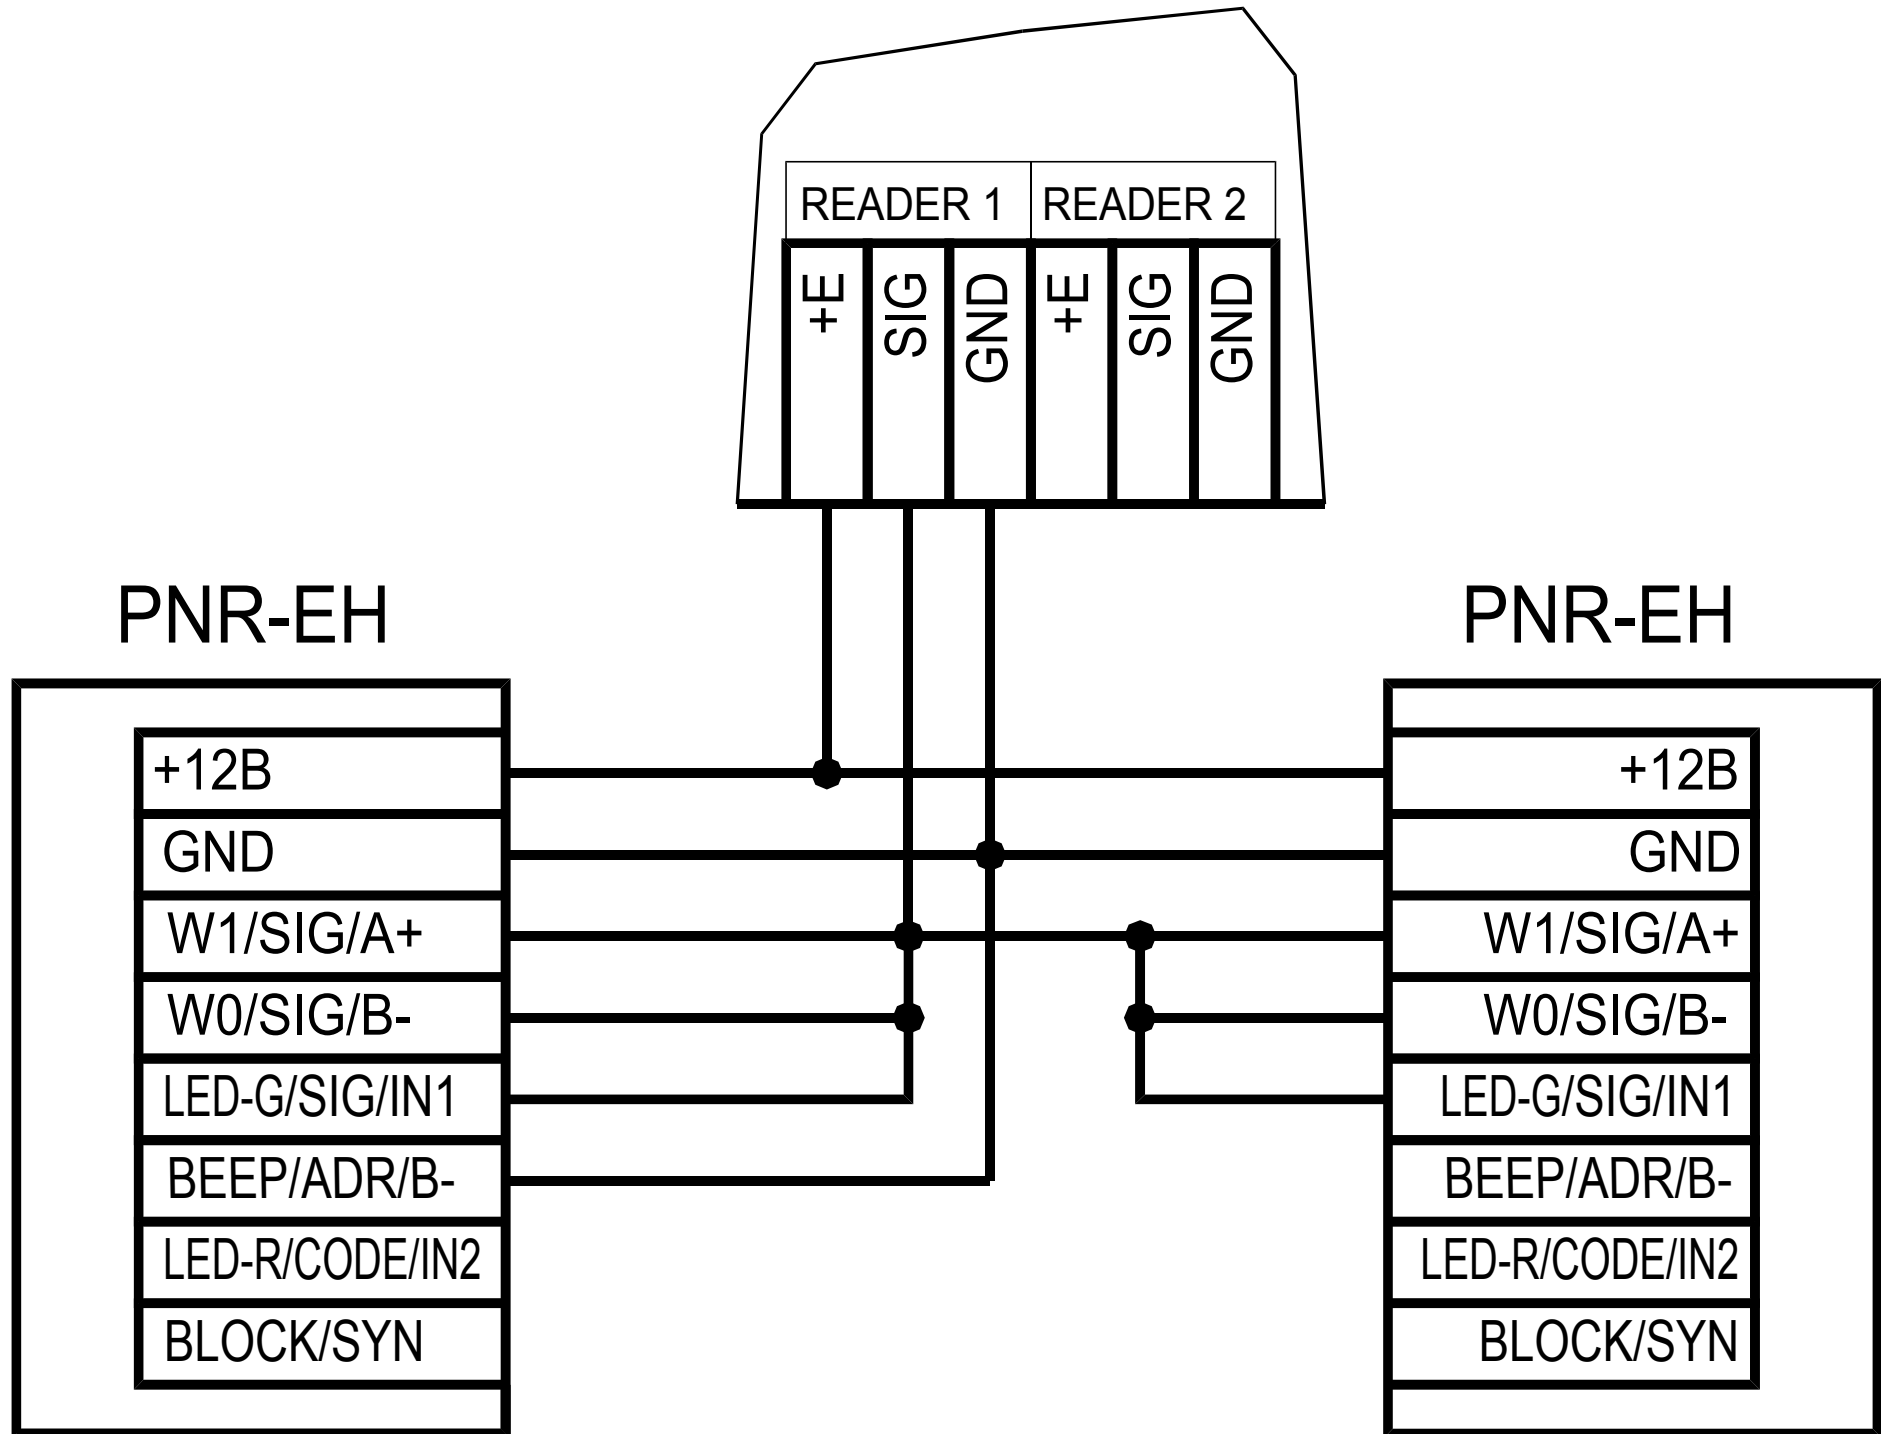 READER 1 READER 2
+E SIG GND +E SIG GND
PNR-EH
+12B
GND
W1/SIG/A+
W0/SIG/B-
LED-G/SIG/IN1
BEEP/ADR/B-
LED-R/CODE/IN2
BLOCK/SYN
PNR-EH
+12B
GND
W1/SIG/A+
W0/SIG/B-
LED-G/SIG/IN1
BEEP/ADR/B-
LED-R/CODE/IN2
BLOCK/SYN